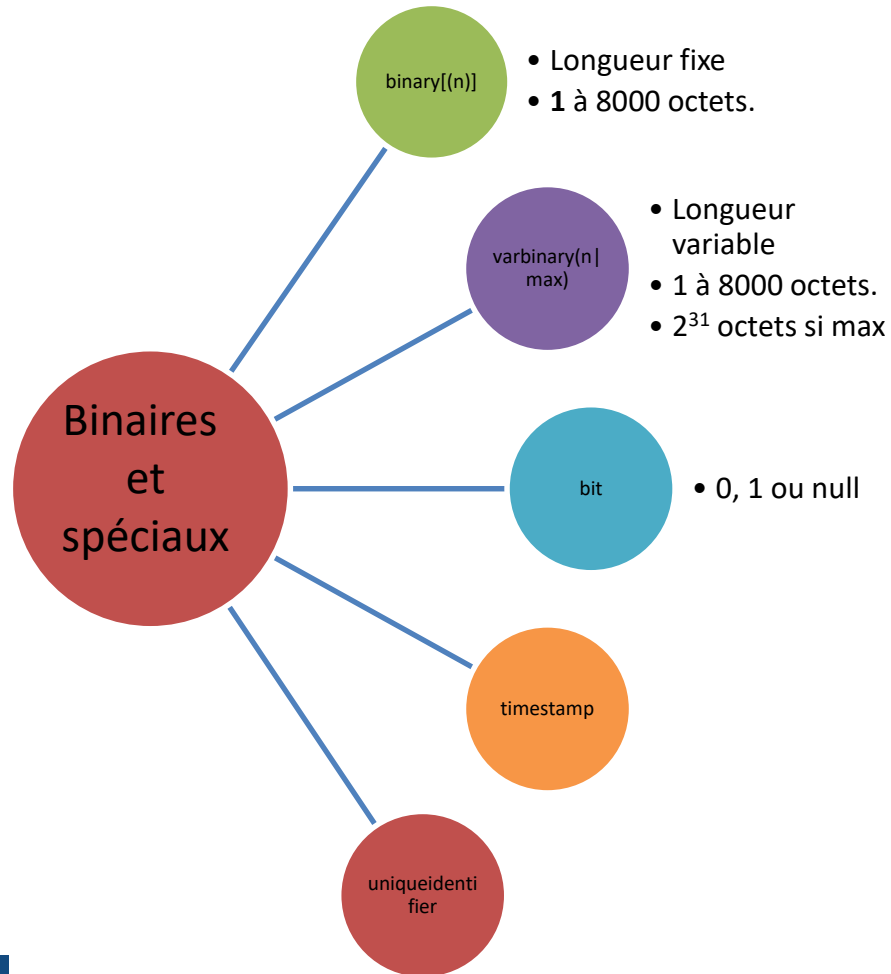 binary[(n)]
• Longueur fixe
• 1 à 8000 octets.
varbinary(n|
max)
• Longueur
variable
• 1 à 8000 octets.
• 2³¹ octets si max
Binaires
et
spéciaux
bit
• 0, 1 ou null
timestamp
uniqueidenti
fier